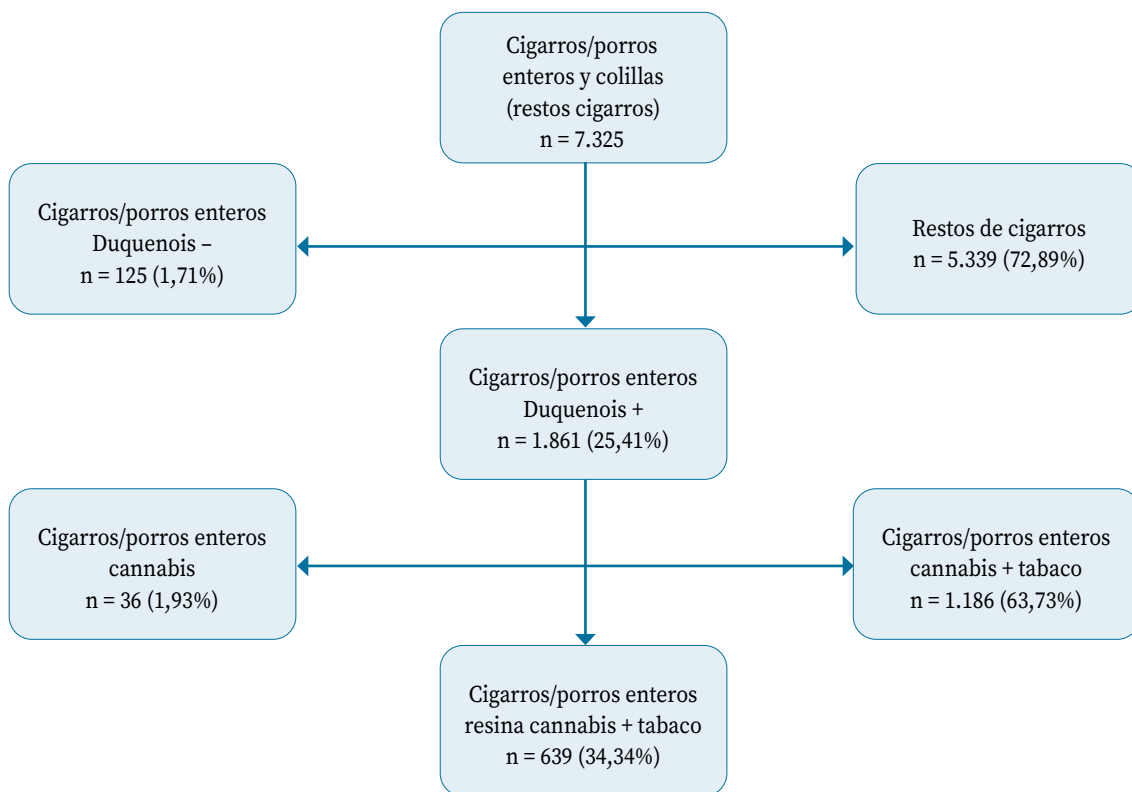 Cigarros/porros
enteros y colillas
(restos cigarros)
n = 7.325
Cigarros/porros enteros
Duquenois –
n = 125 (1,71%)
Restos de cigarros
n = 5.339 (72,89%)
Cigarros/porros enteros
Duquenois +
n = 1.861 (25,41%)
Cigarros/porros enteros
cannabis
n = 36 (1,93%)
Cigarros/porros enteros
cannabis + tabaco
n = 1.186 (63,73%)
Cigarros/porros enteros
resina cannabis + tabaco
n = 639 (34,34%)